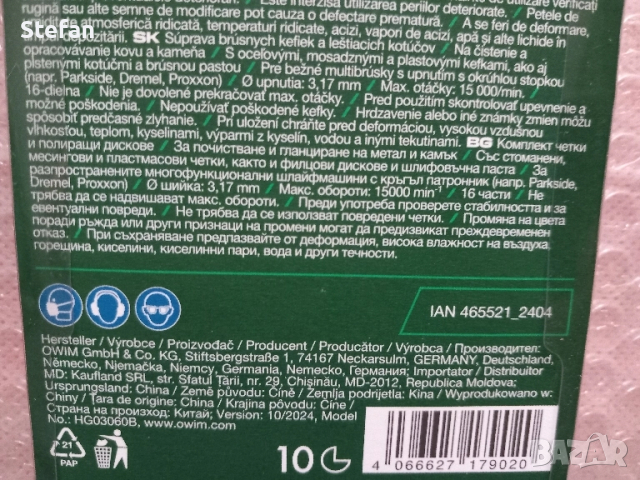 Stefan
deteriorări. / Este interzisă utilizarea periilor deteriorate. / Petele de
rugină sau alte semne de modificare pot cauza o defectare prematură. / A se feri de deformare,
umiditate atmosferică ridicată, temperaturi ridicate, acizi, vapori de acizi, apă și alte lichide în
depozitării. SK Súprava brúsnych kefiek a leštiacich kotúčov / Na čistenie a
opracovanie kovu a kameňa / S oceľovými, mosadznými a plastovými kefkami, ako aj
plstenými kotúčmi a brúsnou pastou / Pre bežné multibrúsky s upnutím s okrúhlou stopkou
(napr. Parkside, Dremel, Proxxon) / Ø upnutia: 3,17 mm / Max. otáčky: 15 000/min. /
16-dielna / Nie je dovolené prekračovať max. otáčky. / Pred použitím skontrolovať upevnenie a
možné poškodenia. / Nepoužívať poškodené kefky. / Hrdzavenie alebo iné známky zmien môžu
spôsobiť predčasné zlyhanie. / Pri uložení chráňte pred deformáciou, vysokou vzdušnou
vlhkosťou, teplom, kyselinami, výparmi z kyselín, vodou a inými tekutinami. BG Комплект четки
и полиращи дискове / За почистване и гланциране на метал и камък / Със стоманени,
месингови и пластмасови четки, както и филцови дискове и шлифовъчна паста / За
разпространените многофункционални шлайфмашини с кръгъл патронник (напр. Parkside,
Dremel, Proxxon) / Ø шийка: 3,17 mm / Макс. обороти: 15000 min⁻¹ / 16 части / Не
трябва да се надвишават макс. обороти. / Преди употреба проверете стабилността и за
евентуални повреди. / Не трябва да се използват повредени четки. / Промяна на цвета
поради ръжда или други признаци на промени могат да предизвикат преждевременен
отказ. / При съхраняване предпазвайте от деформация, висока влажност на въздуха,
горещина, киселини, киселинни пари, вода и други течности.
IAN 465521_2404
Hersteller / Výrobce / Proizvođač / Producent / Producător / Výrobca / Производител:
OWIM GmbH & Co. KG, Stiftsbergstraße 1, 74167 Neckarsulm, GERMANY, Deutschland,
Německo, Njemačka, Niemcy, Germania, Nemecko, Германия; Importator / Distribuitor
MD: Kaufland SRL, str. Sfatul Țării, nr. 29, Chișinău, MD-2012, Republica Moldova;
Ursprungsland: China / Země původu: Čína / Zemlja podrijetla: Kina / Wyprodukowano w:
Chiny / Țara de origine: China / Krajina pôvodu: Čína /
Страна на произход: Китай; Version: 10/2024, Model
No.: HG03060B, www.owim.com
21
PAP
10
4 066627 179020
BAZAR